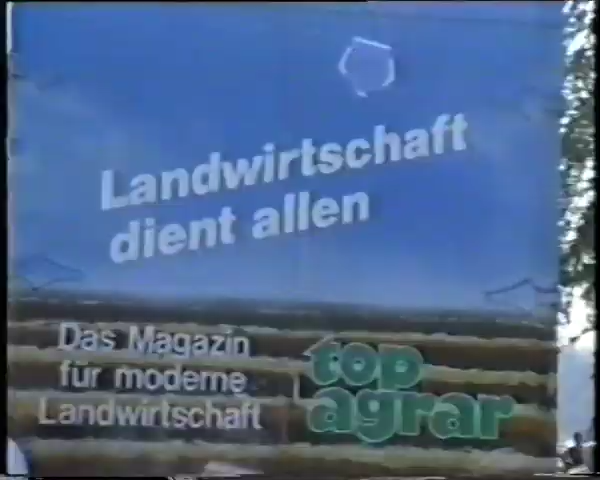 Landwirtschaft
dient allen
Das Magazin
für moderne
Landwirtschaft
top
agrar